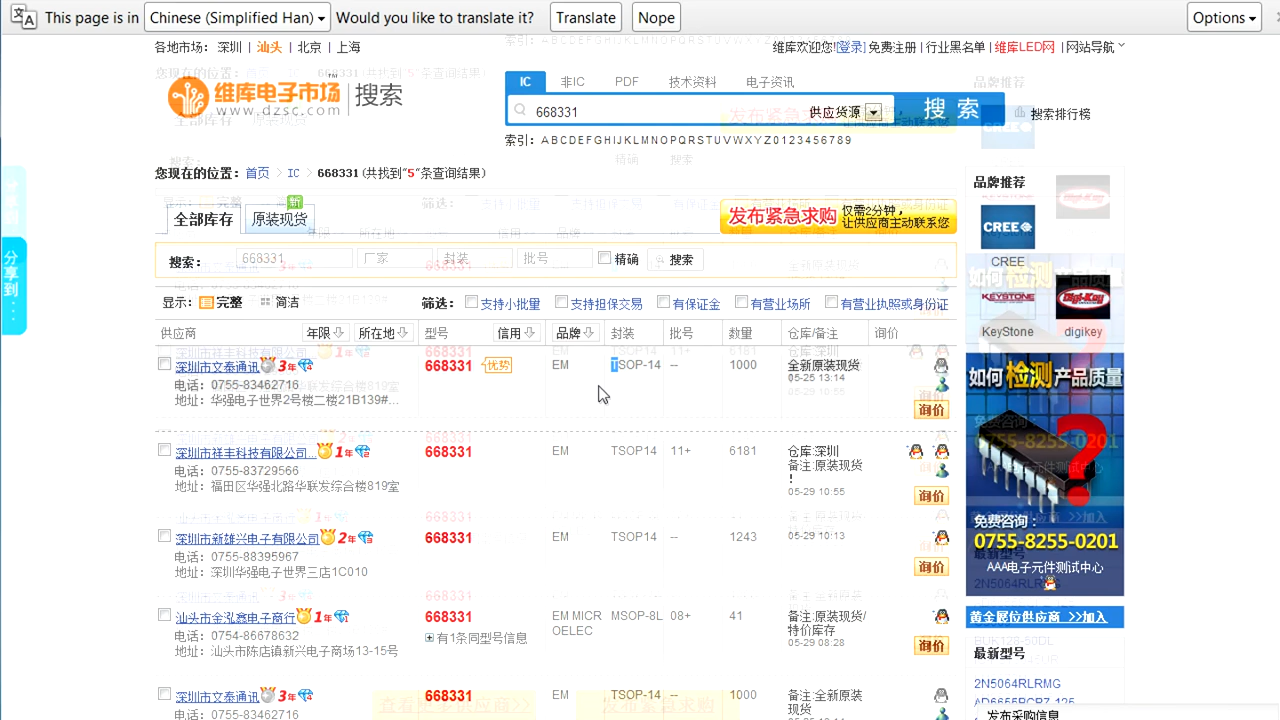 This page is in Chinese (Simplified Han) Would you like to translate it? Translate Nope Options
各地市场： 深圳 | 汕头 | 北京 | 上海
维库欢迎您![登录] 免费注册 | 行业黑名单 | 维库LED网 | 网站导航
IC 非IC PDF 技术资料 电子资讯
维库电子市场 搜索
www.dzsc.com
668331 供应货源 搜 索 搜索排行榜
索引: A B C D E F G H I J K L M N O P Q R S T U V W X Y Z 0 1 2 3 4 5 6 7 8 9
您现在的位置： 首页 > IC > 668331 (共找到"5"条查询结果)
全部库存 原装现货 新
发布紧急求购 仅需2分钟，
让供应商主动联系您
搜索： 668331 厂家 封装 批号 精确 搜索
显示： 完整 简洁 筛选： 支持小批量 支持担保交易 有保证金 有营业场所 有营业执照或身份证
供应商 年限 所在地 型号 信用 品牌 封装 批号 数量 仓库/备注 询价
深圳市文泰通讯 3年 668331 优势 EM TSOP-14 -- 1000 全新原装现货
05-25 13:14
电话：0755-83462716
地址：华强电子世界2号楼二楼21B139#...
询价
深圳市祥丰科技有限公司... 1年 668331 EM TSOP14 11+ 6181 仓库:深圳
备注:原装现货
!
05-29 10:55
电话：0755-83729566
地址：福田区华强北路华联发综合楼819室
询价
深圳市新雄兴电子有限公司 2年 668331 EM TSOP14 -- 1243 05-29 10:13
电话：0755-88395967
地址：深圳华强电子世界三店1C010
询价
汕头市金泓鑫电子商行 1年 668331 EM MICR
OELEC MSOP-8L 08+ 41 备注:原装现货/
特价库存
05-29 08:28
电话：0754-86678632
有1条同型号信息
地址：汕头市陈店镇新兴电子商场13-15号
询价
深圳市文泰通讯 3年 668331 EM TSOP-14 -- 1000 备注:全新原装
现货
电话：0755-83462716
分享到
品牌推荐
CREE
CREE
KEYSTONE
Digi-Key
KeyStone digikey
如何检测产品质量
?
免费咨询：
0755-8255-0201
AAA电子元件测试中心
黄金展位供应商 >>加入
最新型号
2N5064RLRMG
发布采购信息